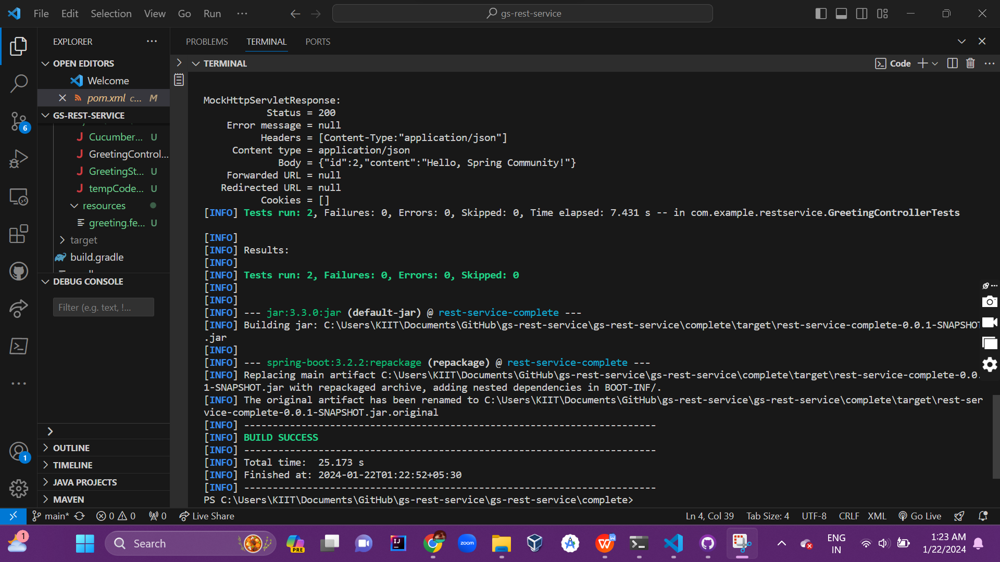 File Edit Selection View Go Run ···
gs-rest-service
EXPLORER
PROBLEMS TERMINAL PORTS
OPEN EDITORS
Welcome
pom.xml c... M
GS-REST-SERVICE
Cucumber... U
GreetingControl...
GreetingSt... U
tempCode... U
resources
greeting.fe... U
target
build.gradle
DEBUG CONSOLE
Filter (e.g. text, !...
OUTLINE
TIMELINE
JAVA PROJECTS
MAVEN
6
1
TERMINAL
Code
MockHttpServletResponse:
Status = 200
Error message = null
Headers = [Content-Type:"application/json"]
Content type = application/json
Body = {"id":2,"content":"Hello, Spring Community!"}
Forwarded URL = null
Redirected URL = null
Cookies = []
[INFO] Tests run: 2, Failures: 0, Errors: 0, Skipped: 0, Time elapsed: 7.431 s -- in com.example.restservice.GreetingControllerTests
[INFO]
[INFO] Results:
[INFO]
[INFO] Tests run: 2, Failures: 0, Errors: 0, Skipped: 0
[INFO]
[INFO]
[INFO] --- jar:3.3.0:jar (default-jar) @ rest-service-complete ---
[INFO] Building jar: C:\Users\KIIT\Documents\GitHub\gs-rest-service\gs-rest-service\complete\target\rest-service-complete-0.0.1-SNAPSHOT
.jar
[INFO]
[INFO] --- spring-boot:3.2.2:repackage (repackage) @ rest-service-complete ---
[INFO] Replacing main artifact C:\Users\KIIT\Documents\GitHub\gs-rest-service\gs-rest-service\complete\target\rest-service-complete-0.0.
1-SNAPSHOT.jar with repackaged archive, adding nested dependencies in BOOT-INF/.
[INFO] The original artifact has been renamed to C:\Users\KIIT\Documents\GitHub\gs-rest-service\gs-rest-service\complete\target\rest-ser
vice-complete-0.0.1-SNAPSHOT.jar.original
[INFO] ------------------------------------------------------------------------
[INFO] BUILD SUCCESS
[INFO] ------------------------------------------------------------------------
[INFO] Total time:  25.173 s
[INFO] Finished at: 2024-01-22T01:22:52+05:30
[INFO] ------------------------------------------------------------------------
PS C:\Users\KIIT\Documents\GitHub\gs-rest-service\gs-rest-service\complete>
main* 0 0 0 Live Share
Ln 4, Col 39 Tab Size: 4 UTF-8 CRLF XML Go Live
1
Search
PRE
IJ
zoom
W
ENG
IN
1:23 AM
1/22/2024